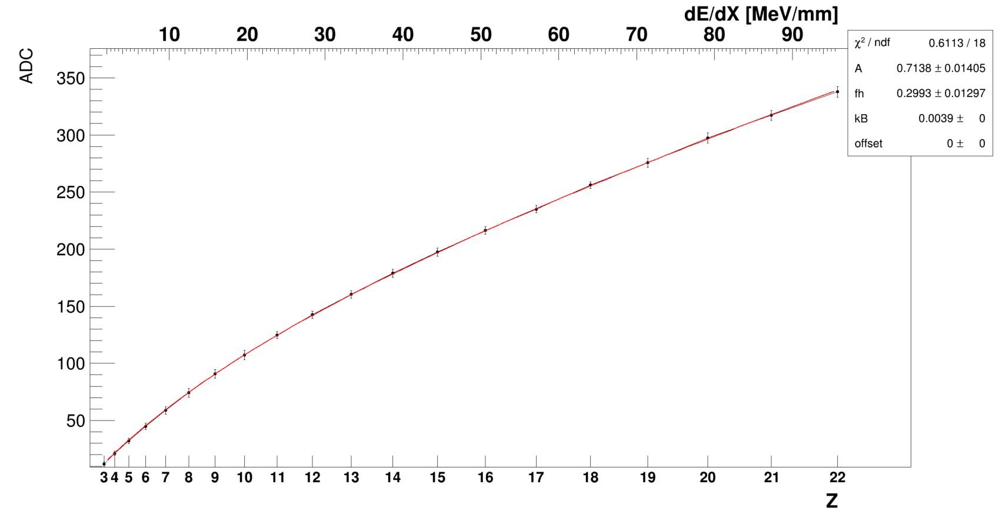 dE/dX [MeV/mm]
10 20 30 40 50 60 70 80 90
ADC
350
300
250
200
150
100
50
χ² / ndf 0.6113 / 18
A 0.7138 ± 0.01405
fh 0.2993 ± 0.01297
kB 0.0039 ± 0
offset 0 ± 0
3 4 5 6 7 8 9 10 11 12 13 14 15 16 17 18 19 20 21 22
Z